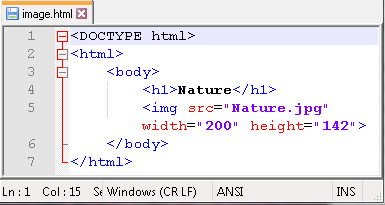 image.html
1 <DOCTYPE html>
2 <html>
3 <body>
4 <h1>Nature</h1>
5 <img src="Nature.jpg"
width="200" height="142">
6 </body>
7 </html>
Ln : 1 Col : 15 Se Windows (CR LF) ANSI INS